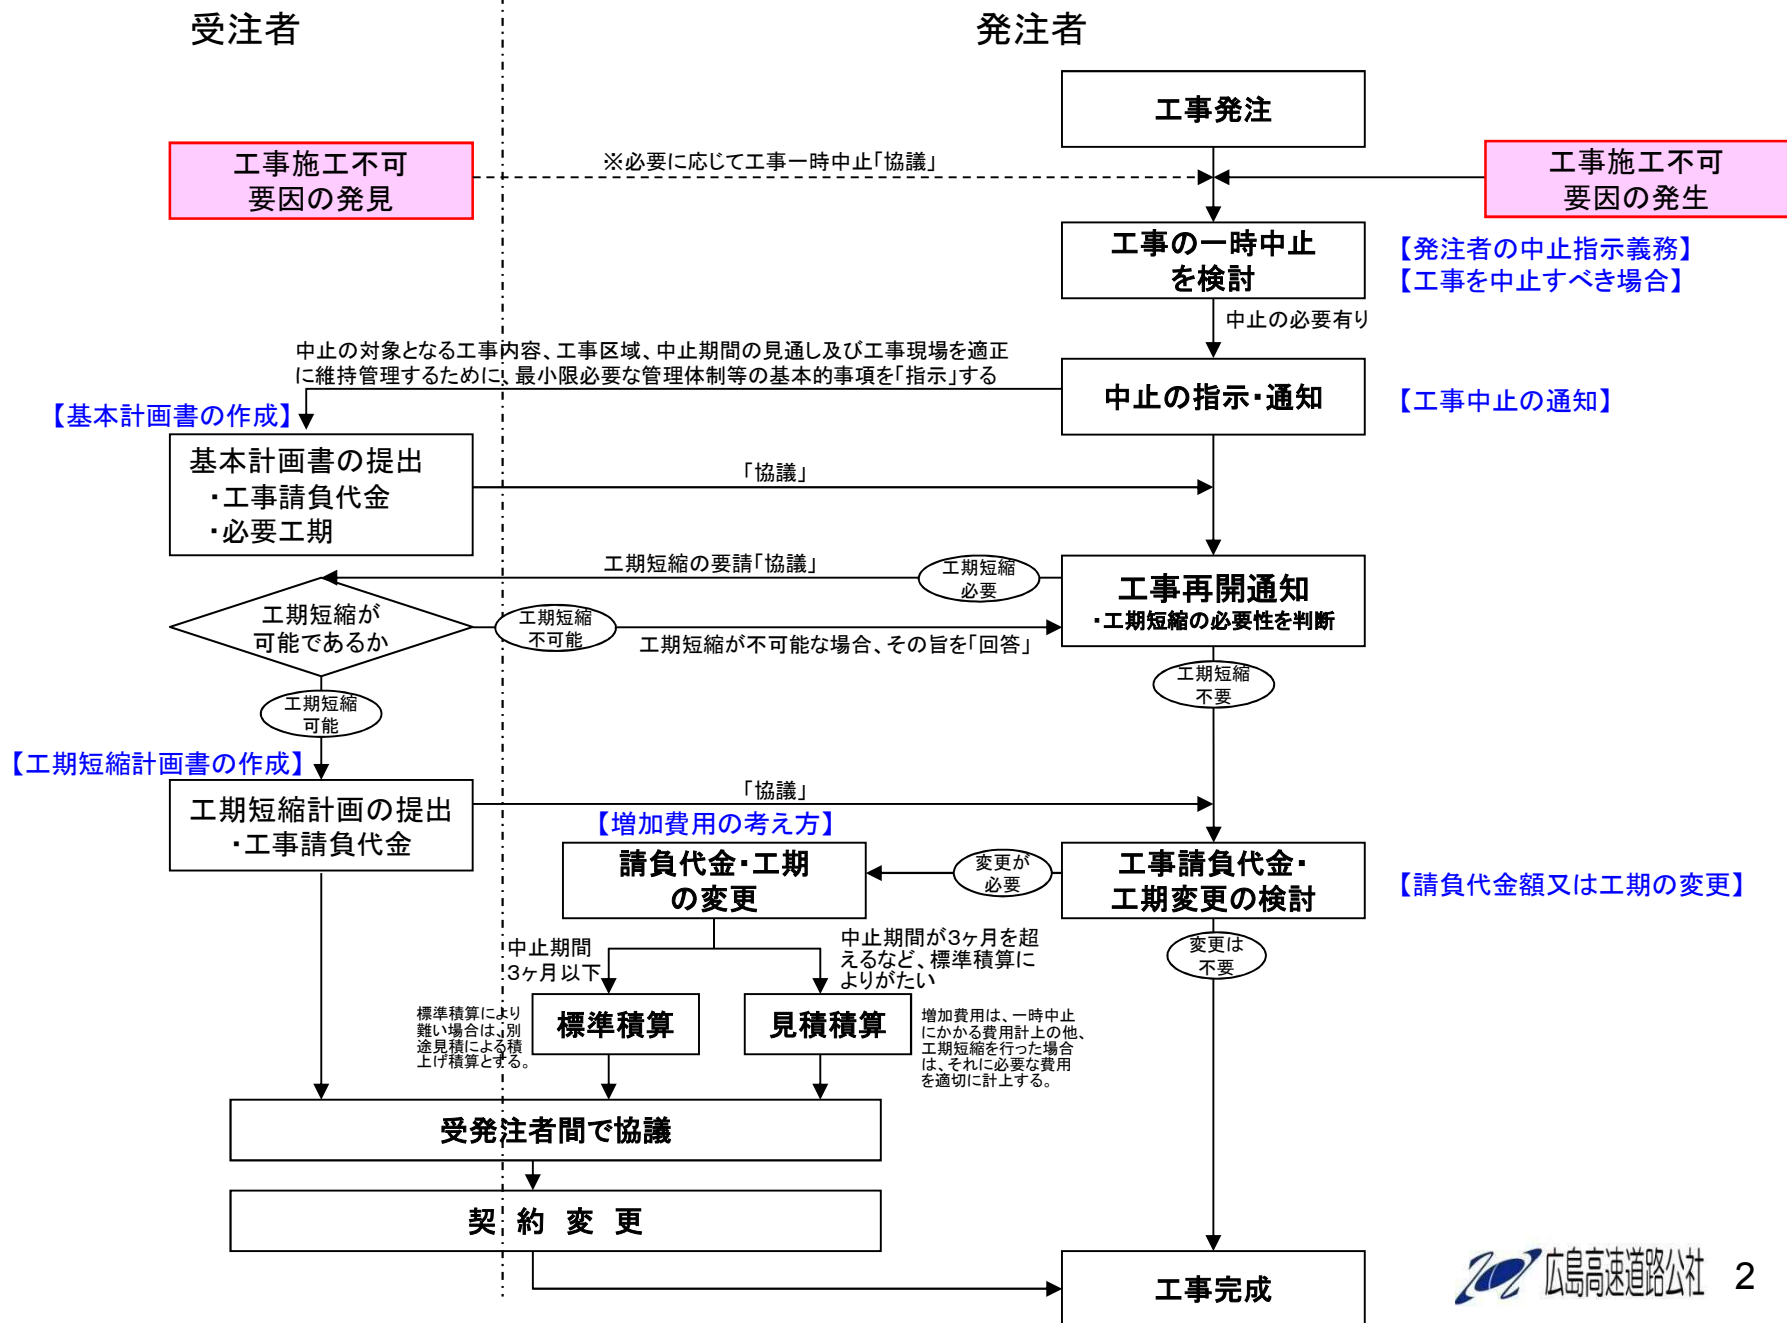 受注者
発注者
工事発注
工事施工不可
要因の発見
※必要に応じて工事一時中止「協議」
工事施工不可
要因の発生
工事の一時中止
を検討
【発注者の中止指示義務】
【工事を中止すべき場合】
中止の必要有り
中止の対象となる工事内容、工事区域、中止期間の見通し及び工事現場を適正
に維持管理するために、最小限必要な管理体制等の基本的事項を「指示」する
中止の指示・通知
【工事中止の通知】
【基本計画書の作成】
基本計画書の提出
・工事請負代金
・必要工期
「協議」
工期短縮の要請「協議」
工期短縮
必要
工事再開通知
・工期短縮の必要性を判断
工期短縮が
可能であるか
工期短縮
不可能
工期短縮が不可能な場合、その旨を「回答」
工期短縮
不要
工期短縮
可能
【工期短縮計画書の作成】
工期短縮計画の提出
・工事請負代金
「協議」
【増加費用の考え方】
請負代金・工期
の変更
変更が
必要
工事請負代金・
工期変更の検討
【請負代金額又は工期の変更】
中止期間
3ヶ月以下
中止期間が3ヶ月を超
えるなど、標準積算に
よりがたい
変更は
不要
標準積算により
難い場合は、別
途見積による積
上げ積算とする。
標準積算
見積積算
増加費用は、一時中止
にかかる費用計上の他、
工期短縮を行った場合
は、それに必要な費用
を適切に計上する。
受発注者間で協議
契 約 変 更
工事完成
広島高速道路公社
2